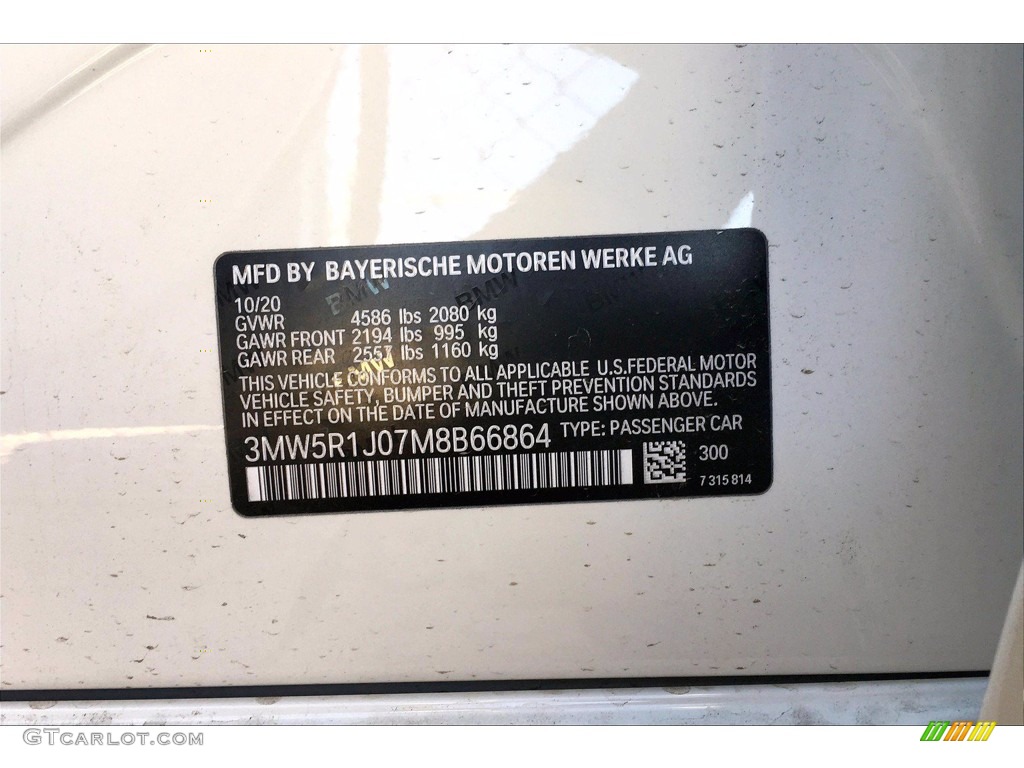 MFD BY BAYERISCHE MOTOREN WERKE AG
10/20
GVWR 4586 lbs 2080 kg
GAWR FRONT 2194 lbs 995 kg
GAWR REAR 2557 lbs 1160 kg
THIS VEHICLE CONFORMS TO ALL APPLICABLE U.S.FEDERAL MOTOR
VEHICLE SAFETY, BUMPER AND THEFT PREVENTION STANDARDS
IN EFFECT ON THE DATE OF MANUFACTURE SHOWN ABOVE.
3MW5R1J07M8B66864 TYPE: PASSENGER CAR
300
7 315 814
BMW
BMW
BMW
GTCarlot.com